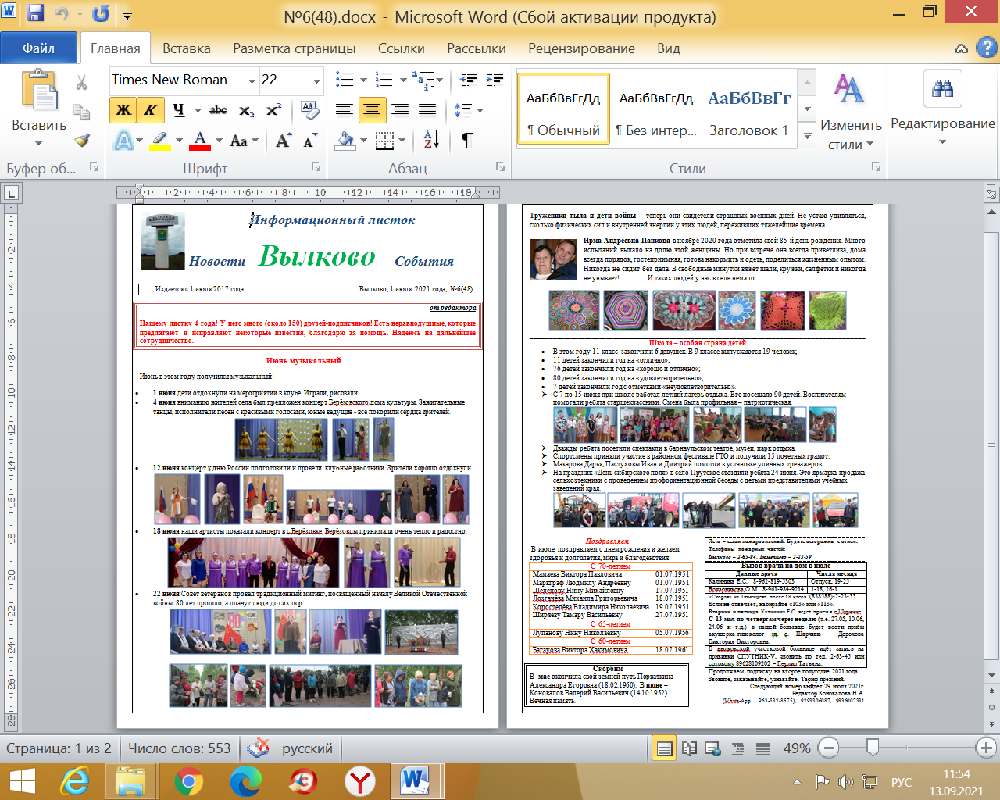 №6(48).docx - Microsoft Word (Сбой активации продукта)
Файл Главная Вставка Разметка страницы Ссылки Рассылки Рецензирование Вид
Times New Roman 22
Вставить
Ж К Ч abc x₂ x² Аа
АаБбВвГгДд АаБбВвГгДд АаБбВвГг
¶ Обычный ¶ Без интер... Заголовок 1
Изменить стили
Редактирование
Буфер об... Шрифт Абзац Стили
Информационный листок
Новости Вылково События
Издается с 1 июля 2017 года Вылково, 1 июля 2021 года, №6(48)
от редактора
Нашему листку 4 года! У него много (около 150) друзей-подписчиков! Есть неравнодушные, которые
предлагают и исправляют некоторые известия, благодарю за помощь. Надеюсь на дальнейшее
сотрудничество.
Июнь музыкальный…
Июнь в этом году получился музыкальный!
• 1 июня дети отдохнули на мероприятии в клубе. Играли, рисовали.
• 4 июня вниманию жителей села был предложен концерт Берёзовского дома культуры. Зажигательные
танцы, исполнители песен с красивыми голосами, юные ведущие - все покорили сердца зрителей.
• 12 июня концерт к дню России подготовили и провели клубные работники. Зрители хорошо отдохнули.
• 18 июня наши артисты показали концерт в с.Берёзовке. Берёзовцы принимали очень тепло и радостно.
• 22 июня Совет ветеранов провёл традиционный митинг, посвящённый началу Великой Отечественной
войны. 80 лет прошло, а плачут люди до сих пор…
Труженики тыла и дети войны – теперь они свидетели страшных военных дней. Не устаю удивляться,
сколько физических сил и внутренней энергии у этих людей, переживших тяжелейшие времена.
Ирма Андреевна Панкова в ноябре 2020 года отметила свой 85-й день рождения. Много
испытаний выпало на долю этой женщины. Но при встрече она всегда приветлива, дома
всегда порядок, гостеприимная, готова накормить и одеть, поделиться жизненным опытом.
Никогда не сидит без дела. В свободные минутки вяжет шали, кружки, салфетки и никогда
не унывает! И таких людей у нас в селе немало.
Школа – особая страна детей
• В этом году 11 класс закончили 6 девушек. В 9 классе выпускаются 19 человек;
• 11 детей закончили год на «отлично»;
• 76 детей закончили год на «хорошо и отлично»;
• 80 детей закончили год на «удовлетворительно»;
• 7 детей закончили год с отметками «неудовлетворительно».
➢ С 7 по 15 июня при школе работал летний лагерь отдыха. Его посещало 90 детей. Воспитателям
помогали ребята старшеклассники. Смена была профильная – патриотическая.
➢ Дважды ребята посетили спектакли в барнаульском театре, музеи, парк отдыха.
➢ Спортсмены приняли участие в районном фестивале ГТО и получили 15 почетных грамот.
➢ Макарова Дарья, Пастуховы Иван и Дмитрий помогли в установке уличных тренажеров.
➢ На праздник «День сибирского поля» в село Прутское съездили ребята 24 июня. Это ярмарка-продажа
сельхозтехники с проведением профориентационной беседы с детьми представителями учебных
заведений края.
Поздравляем
В июле поздравляем с днем рождения и желаем
здоровья и долголетия, мира и благоденствия!
С 70-летием
Мамаева Виктора Павловича 01.07.1951
Маркграф Людмилу Андреевну 01.07.1951
Шелепову Нину Михайловну 17.07.1951
Долгачёва Михаила Григорьевича 18.07.1951
Коростелёва Владимира Николаевича 19.07.1951
Ширяеву Тамару Васильевну 27.07.1951
С 65-летием
Лупанову Нину Николаевну 05.07.1956
С 60-летием
Багаутова Виктора Хакимовича 18.07.1961
Скорбим
В мае окончила свой земной путь Порваткина
Александра Егоровна (18.02.1960). В июне –
Коновалов Валерий Васильевич (14.10.1952).
Вечная память.
Лето – сезон пожароопасный. Будьте осторожны с огнем.
Телефоны пожарных частей:
Вылково – 2-65-94, Тюменцево – 2-23-59
Вызов врача на дом в июле
Данные врача Числа месяца
Калинина Е.С. 8-962-819-5303 Отпуск, 19-25
Бочарникова О.М. 8-961-984-9214 1-18, 26-1
«Скорая» из Тюменцева после 18 часов (838588)-2-23-55.
Если не отвечает, набирайте «103» или «113».
Вторник и пятница Калинина Е.С. ведет прием в с.Шарчино
С 13 мая по четвергам через неделю (т.е. 27.05, 10.06,
24.06 и т.д.) в нашей больнице будет вести приём
акушерка-гинеколог из с. Шарчина – Дорохова
Виктория Викторовна.
В вылковской участковой больнице идёт запись на
прививки СПУТНИК-V, звонить по тел. 2-63-45 или
сотовому 89628109202 – Гердин Татьяна.
Продолжаем подписку на второе полугодие 2021 года.
Звоните, заказывайте, узнавайте. Тариф прежний.
Следующий номер выйдет 29 июля 2021г.
Редактор Коновалова Н.А.
(WhatsApp 963-532-8575), 9293306087, 9836007331
Страница: 1 из 2 Число слов: 553 русский 49%
РУС 11:54
13.09.2021